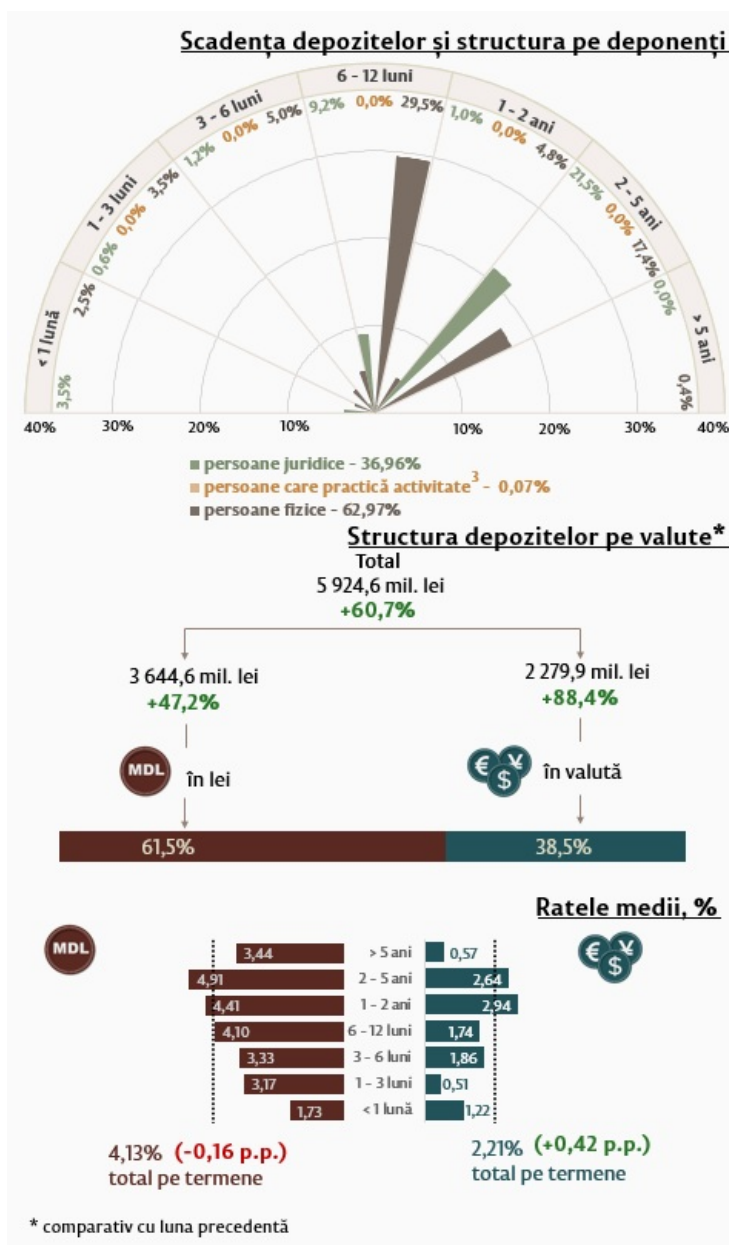 Scadența depozitelor și structura pe deponenți
< 1 lună
1 - 3 luni
3 - 6 luni
6 - 12 luni
1 - 2 ani
2 - 5 ani
> 5 ani
3,5%
2,5%
0,6%
0,0%
3,5%
1,2%
0,0%
5,0%
9,2%
0,0%
29,5%
1,0%
0,0%
4,8%
21,5%
0,0%
17,4%
0,0%
0,4%
40% 30% 20% 10% 10% 20% 30% 40%
persoane juridice - 36,96%
persoane care practică activitate³ - 0,07%
persoane fizice - 62,97%
Structura depozitelor pe valute*
Total
5 924,6 mil. lei
+60,7%
3 644,6 mil. lei
+47,2%
2 279,9 mil. lei
+88,4%
MDL în lei
€ ¥ $ în valută
61,5% 38,5%
Ratele medii, %
MDL
€ ¥ $
3,44 > 5 ani 0,57
4,91 2 - 5 ani 2,64
4,41 1 - 2 ani 2,94
4,10 6 - 12 luni 1,74
3,33 3 - 6 luni 1,86
3,17 1 - 3 luni 0,51
1,73 < 1 lună 1,22
4,13% (-0,16 p.p.)
total pe termene
2,21% (+0,42 p.p.)
total pe termene
* comparativ cu luna precedentă